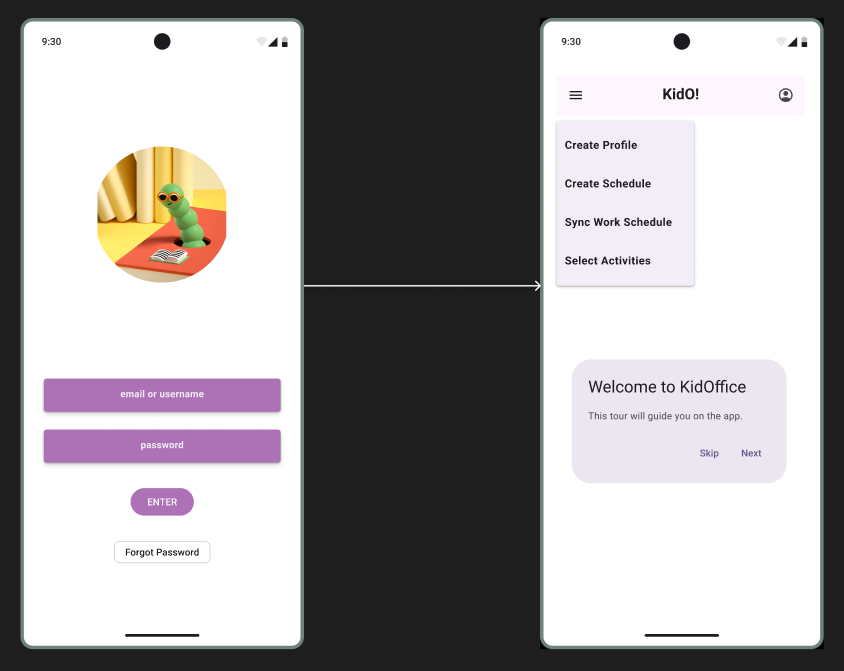 9:30
email or username
password
ENTER
Forgot Password
9:30
KidO!
Create Profile
Create Schedule
Sync Work Schedule
Select Activities
Welcome to KidOffice
This tour will guide you on the app.
Skip Next